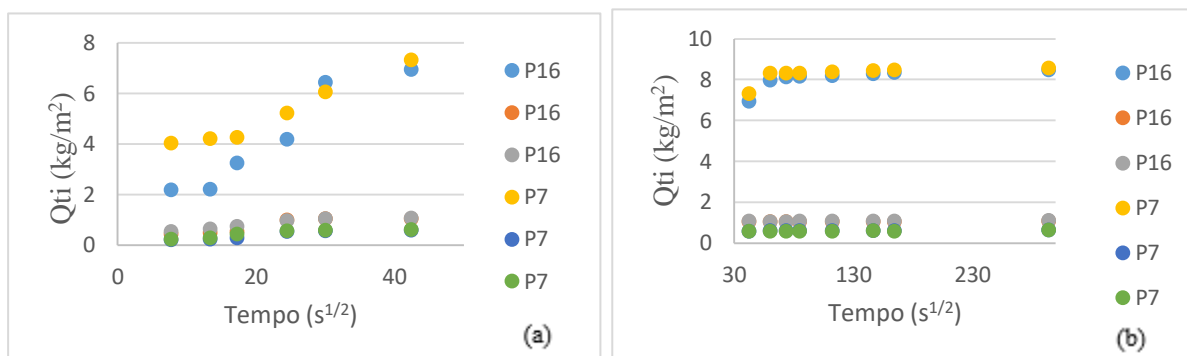 8
6
4
2
0
0 20 40
Qti (kg/m²)
Tempo (s^{1/2})
P16
P16
P16
P7
P7
P7
(a)
10
8
6
4
2
0
30 130 230
Qti (kg/m²)
Tempo (s^{1/2})
P16
P16
P16
P7
P7
P7
(b)